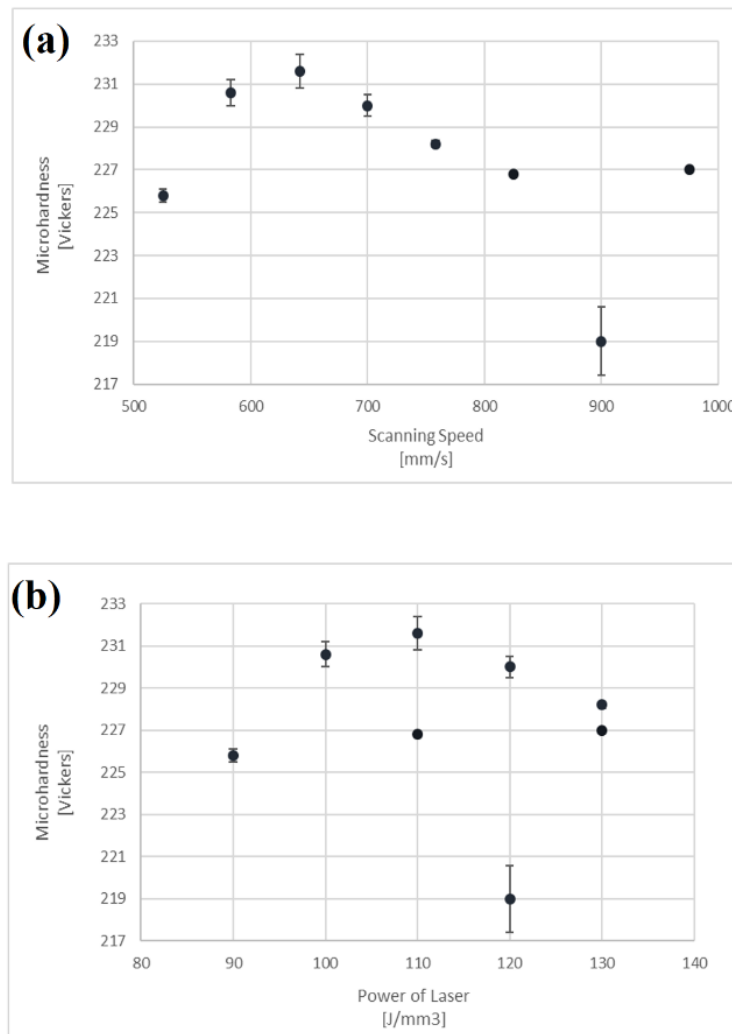 (a)
233
231
229
227
225
223
221
219
217
Microhardness
[Vickers]
500 600 700 800 900 1000
Scanning Speed
[mm/s]
(b)
233
231
229
227
225
223
221
219
217
Microhardness
[Vickers]
80 90 100 110 120 130 140
Power of Laser
[J/mm3]